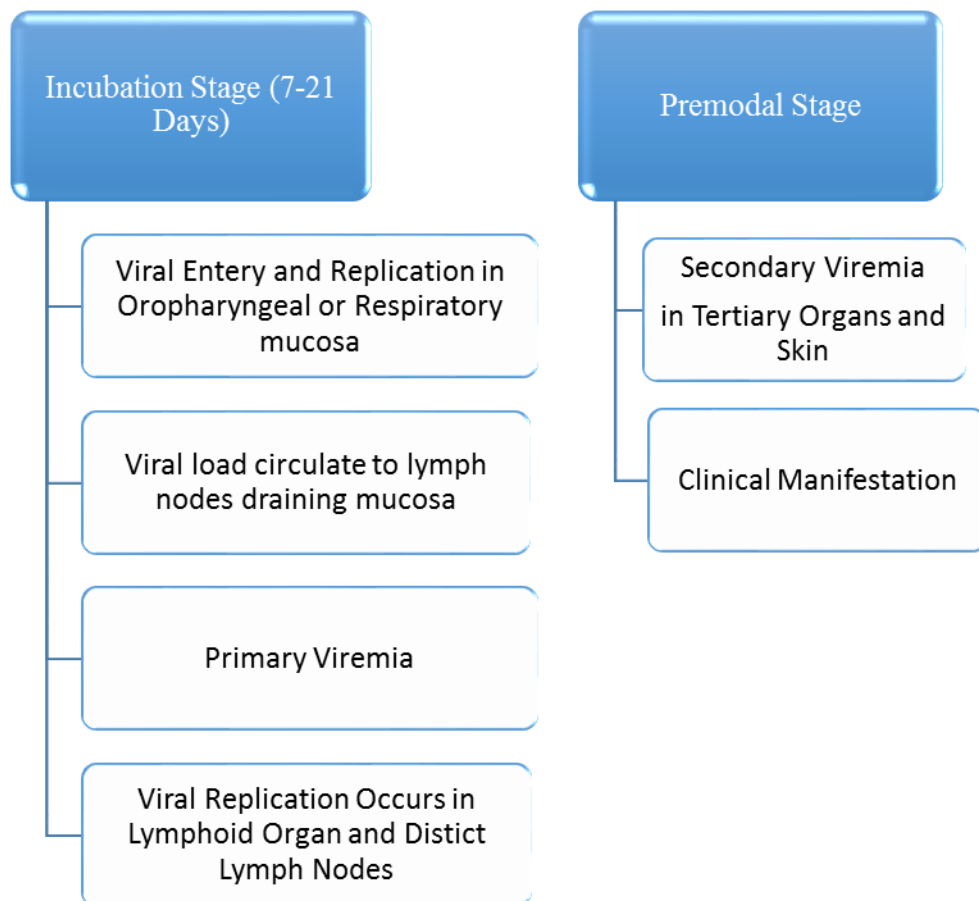 Incubation Stage (7-21
Days)
Viral Entery and Replication in
Oropharyngeal or Respiratory
mucosa
Viral load circulate to lymph
nodes draining mucosa
Primary Viremia
Viral Replication Occurs in
Lymphoid Organ and Distict
Lymph Nodes
Premodal Stage
Secondary Viremia
in Tertiary Organs and
Skin
Clinical Manifestation